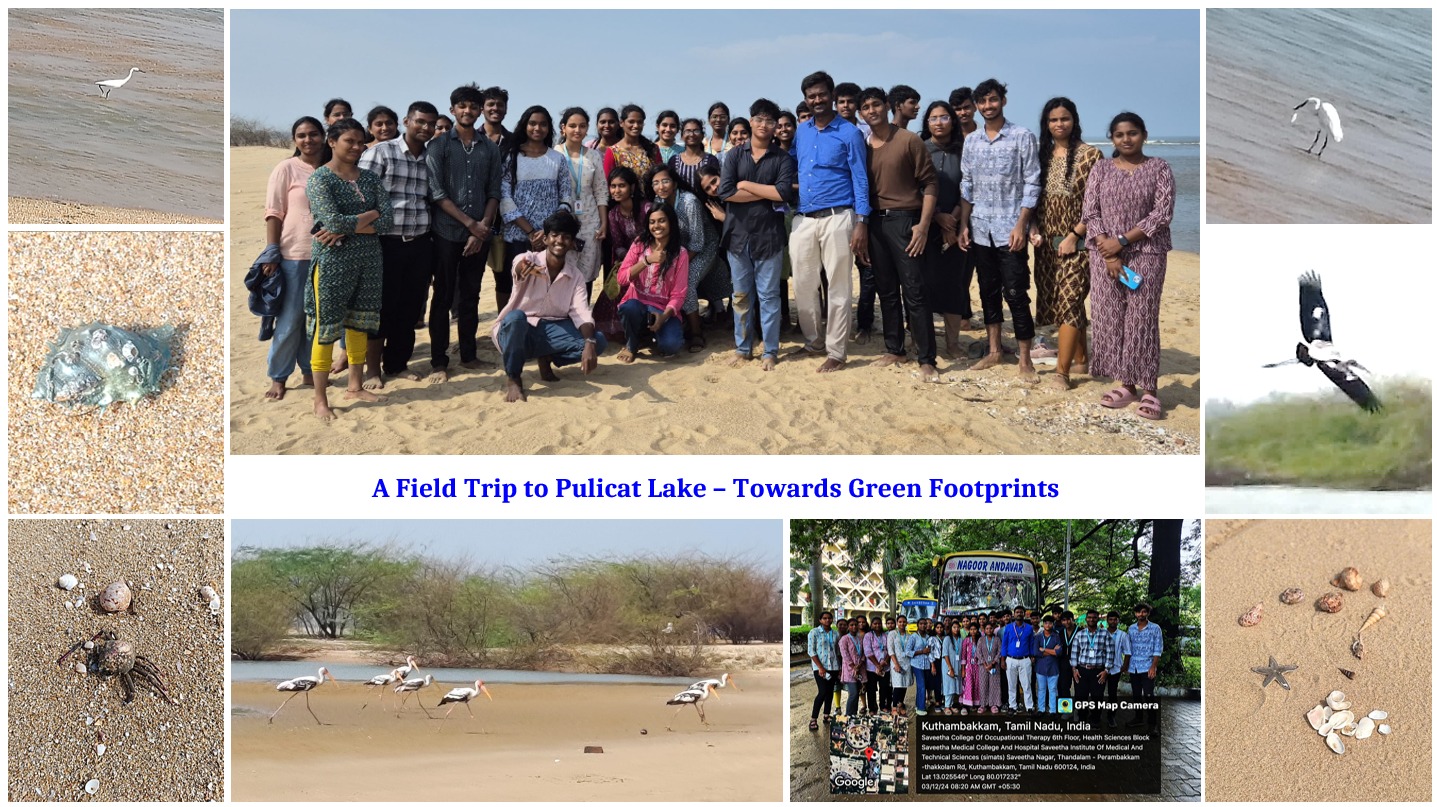 A Field Trip to Pulicat Lake – Towards Green Footprints
NAGOOR ANDAVAR
GPS Map Camera
Kuthambakkam, Tamil Nadu, India
Saveetha College Of Occupational Therapy 6th Floor, Health Sciences Block
Saveetha Medical College And Hospital Saveetha Institute Of Medical And
Technical Sciences (simats) Saveetha Nagar, Thandalam - Perambakkam
-thakkolam Rd, Kuthambakkam, Tamil Nadu 600124, India
Lat 13.025546° Long 80.017232°
03/12/24 08:20 AM GMT +05:30
Google